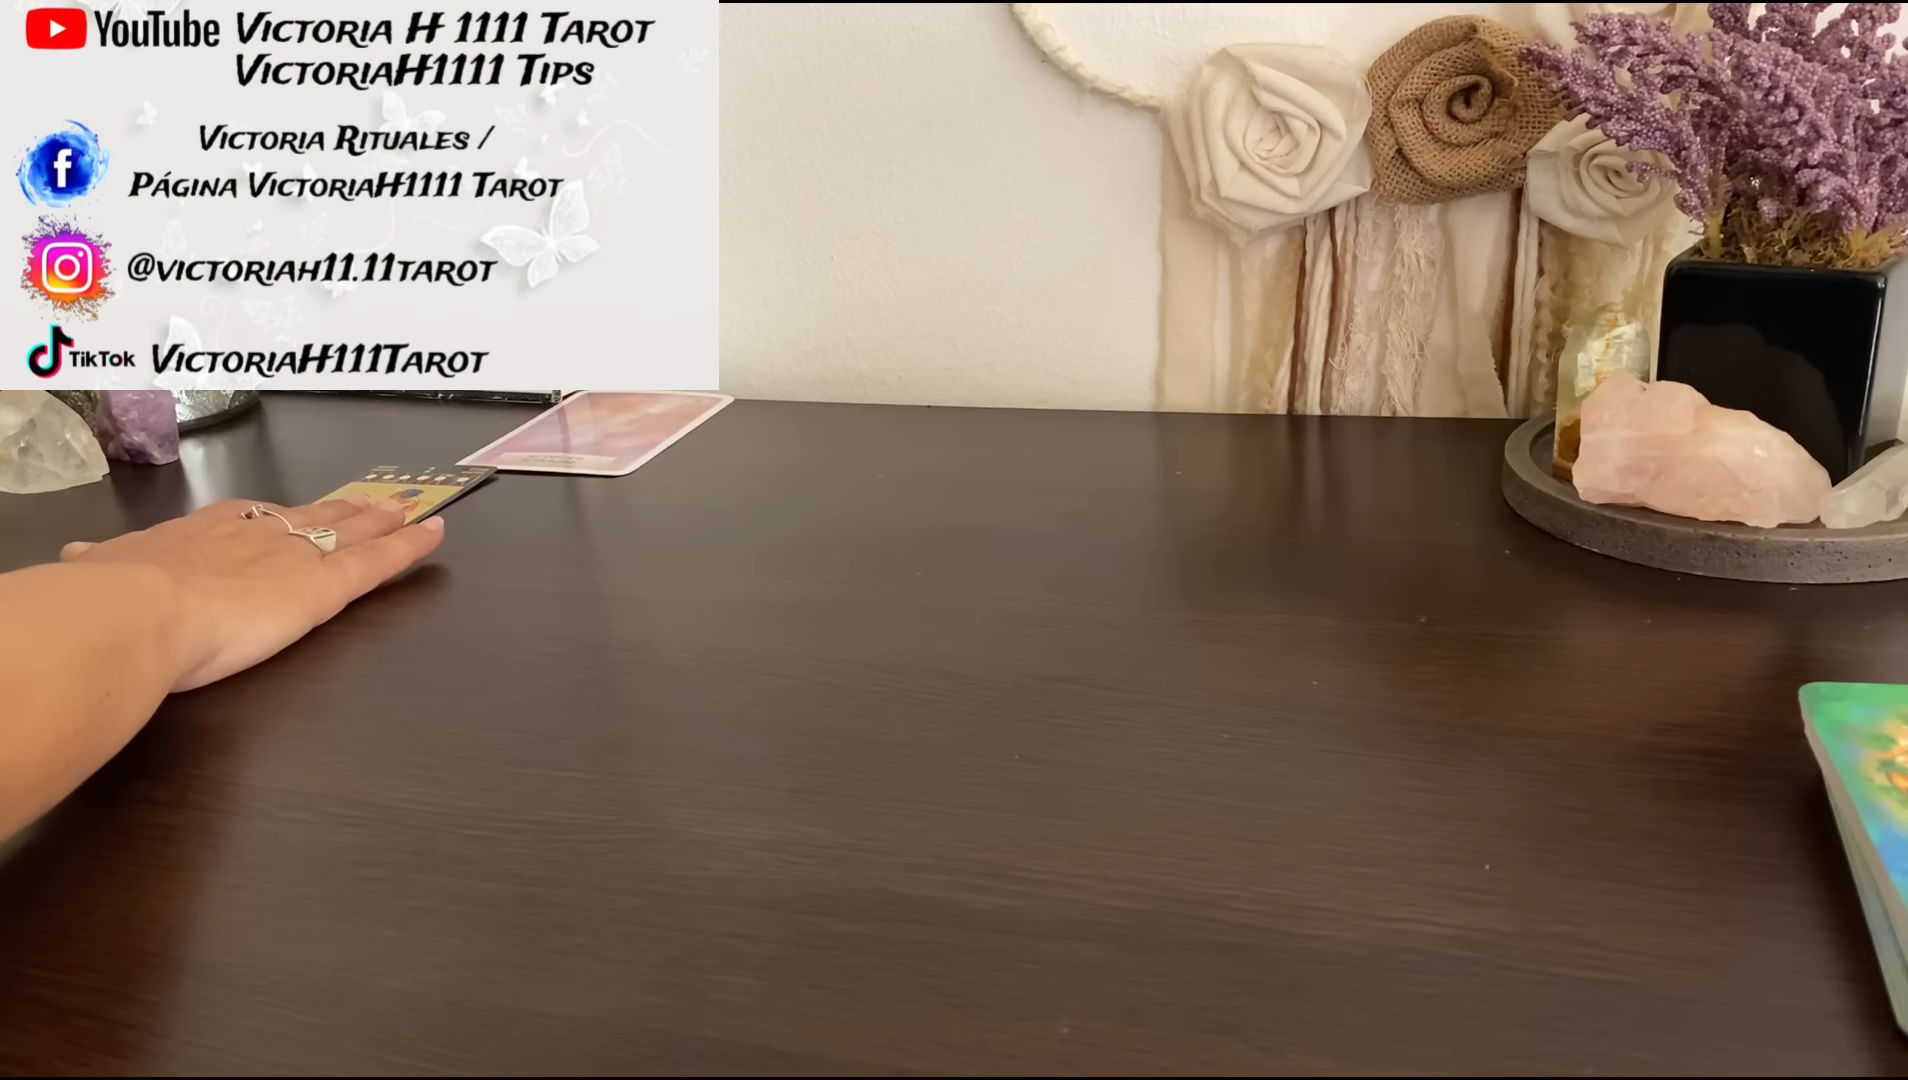 YouTube Victoria H 1111 Tarot
VictoriaH1111 Tips
Victoria Rituales /
Página VictoriaH1111 Tarot
@victoriah11.11tarot
TikTok VictoriaH111Tarot